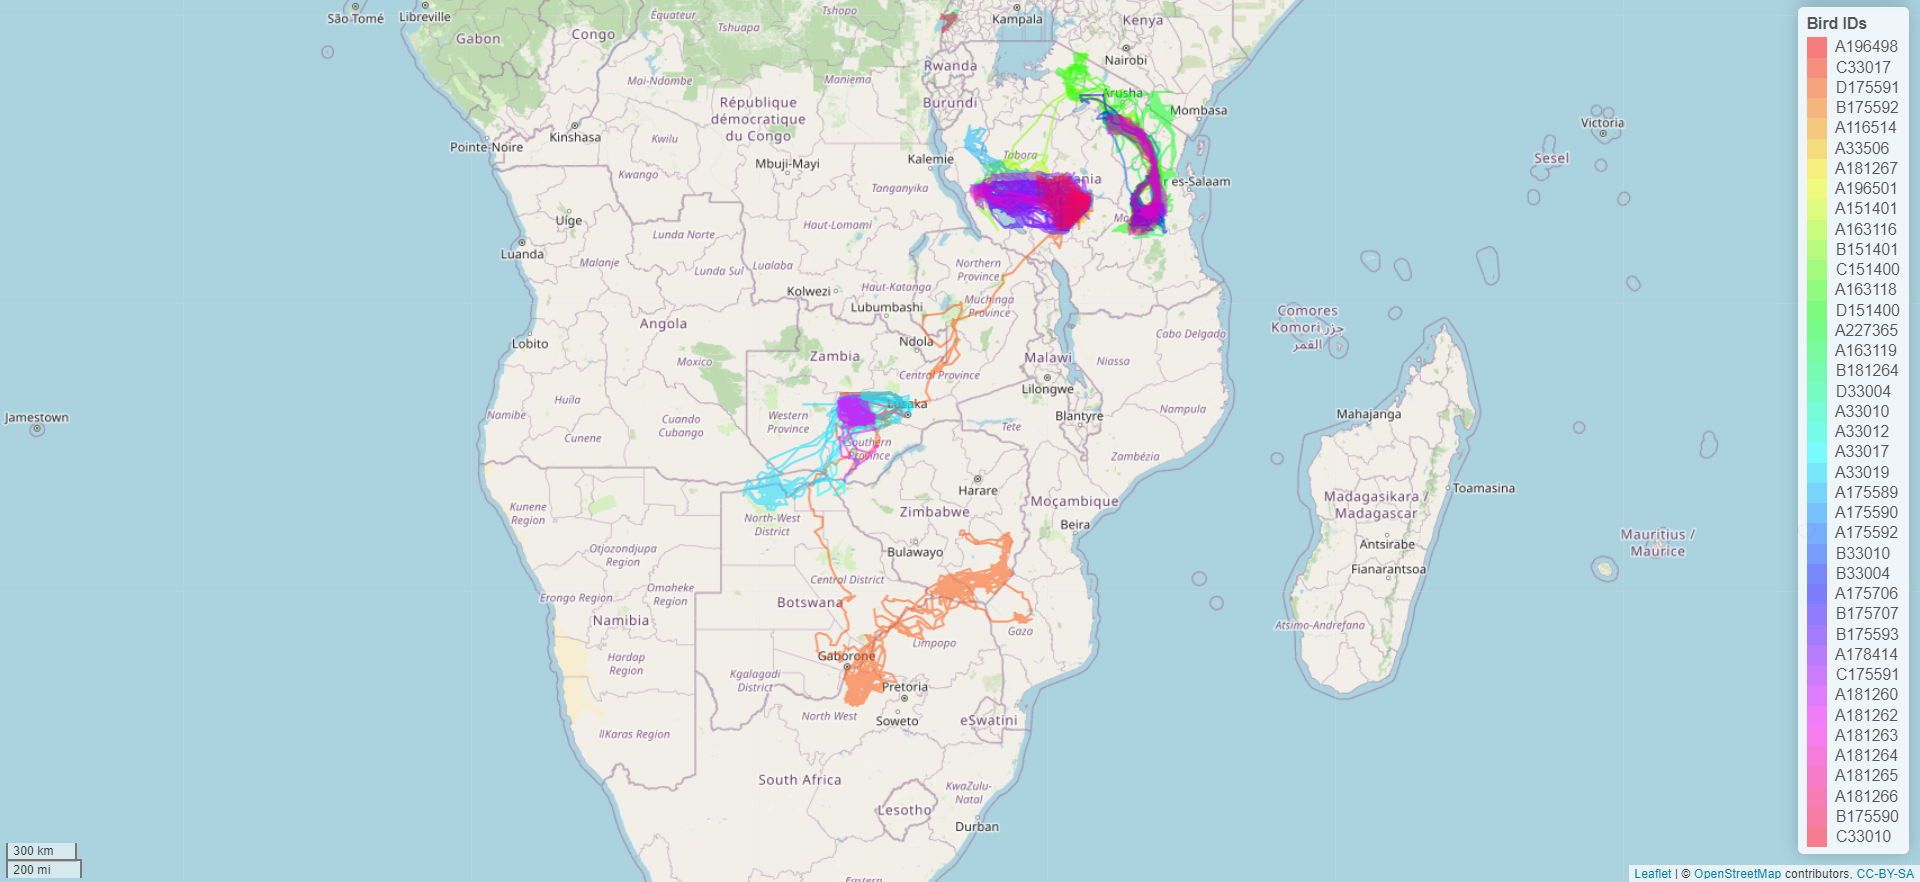 São Tomé
Libreville
Équateur
Tshopo
Kampala
Kenya
Gabon
Congo
Tshuapa
Nairobi
Rwanda
Mai-Ndombe
Maniema
Arusha
Burundi
République
démocratique
du Congo
Mombasa
Kinshasa
Kwilu
Pointe-Noire
Kalemie
Tabora
Mbuji-Mayi
Kwango
Tanganyika
ania
es-Salaam
Victoria
Sesel
Uíge
Haut-Lomami
Lunda Norte
Luanda
Malanje
Lunda Sul
Lualaba
Northern
Province
Kolwezi
Haut-Katanga
Lubumbashi
Muchinga
Province
Comores
Komori جزر
القمر
Angola
Lobito
Ndola
Cabo Delgado
Zambia
Moxico
Malawi
Niassa
Central Province
Lilongwe
Huíla
Namibe
Cuando
Cubango
Western
Province
Lusaka
Blantyre
Nampula
Mahajanga
Jamestown
Cunene
Southern
Province
Tete
Zambézia
Harare
Moçambique
Madagasikara /
Madagascar
Toamasina
Kunene
Region
North-West
District
Zimbabwe
Beira
Mauritius /
Maurice
Otjozondjupa
Region
Bulawayo
Antsirabe
Fianarantsoa
Omaheke
Region
Central District
Erongo Region
Botswana
Namibia
Gaza
Atsimo-Andrefana
Limpopo
Hardap
Region
Gaborone
Kgalagadi
District
Pretoria
North West
Soweto
eSwatini
IIKaras Region
South Africa
KwaZulu-
Natal
Lesotho
Durban
Eastern
Bird IDs
A196498
C33017
D175591
B175592
A116514
A33506
A181267
A196501
A151401
A163116
B151401
C151400
A163118
D151400
A227365
A163119
B181264
D33004
A33010
A33012
A33017
A33019
A175589
A175590
A175592
B33010
B33004
A175706
B175707
B175593
A178414
C175591
A181260
A181262
A181263
A181264
A181265
A181266
B175590
C33010
300 km
200 mi
Leaflet | © OpenStreetMap contributors, CC-BY-SA